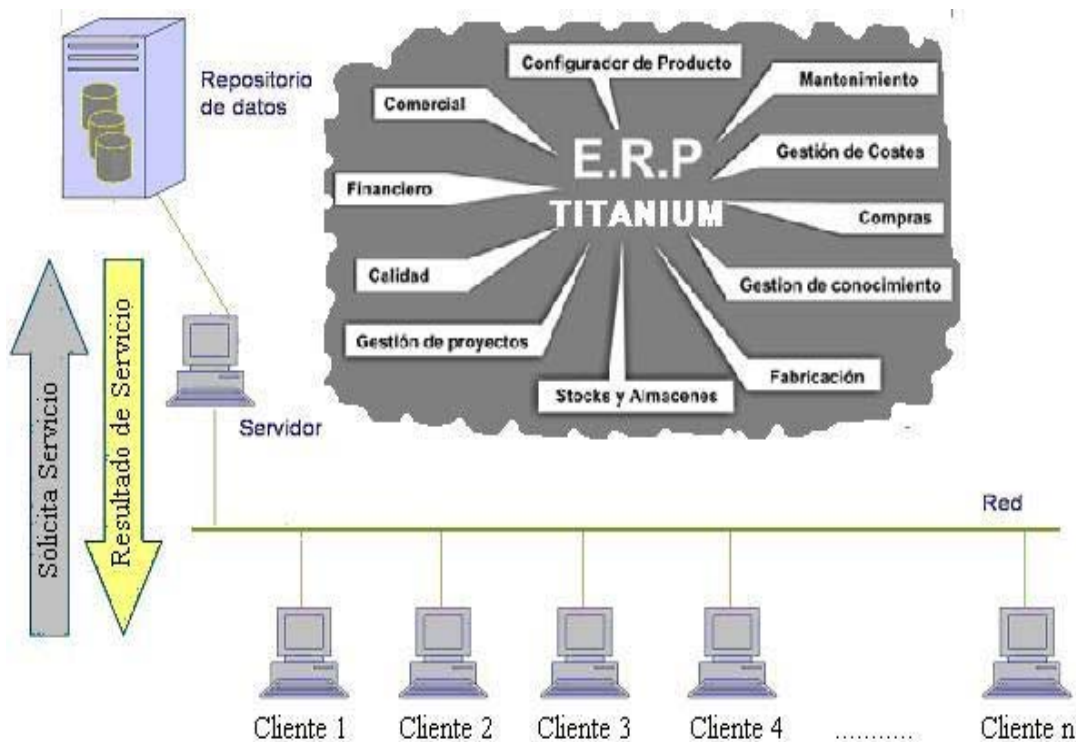 Repositorio
de datos
Configurador de Producto
Comercial
Mantenimiento
E.R.P
TITANIUM
Gestión de Costes
Financiero
Compras
Calidad
Gestion de conocimiento
Gestión de proyectos
Fabricación
Stocks y Almacenes
Sólicita Servicio
Resultado de Servicio
Servidor
Red
Cliente 1
Cliente 2
Cliente 3
Cliente 4
...........
Cliente n